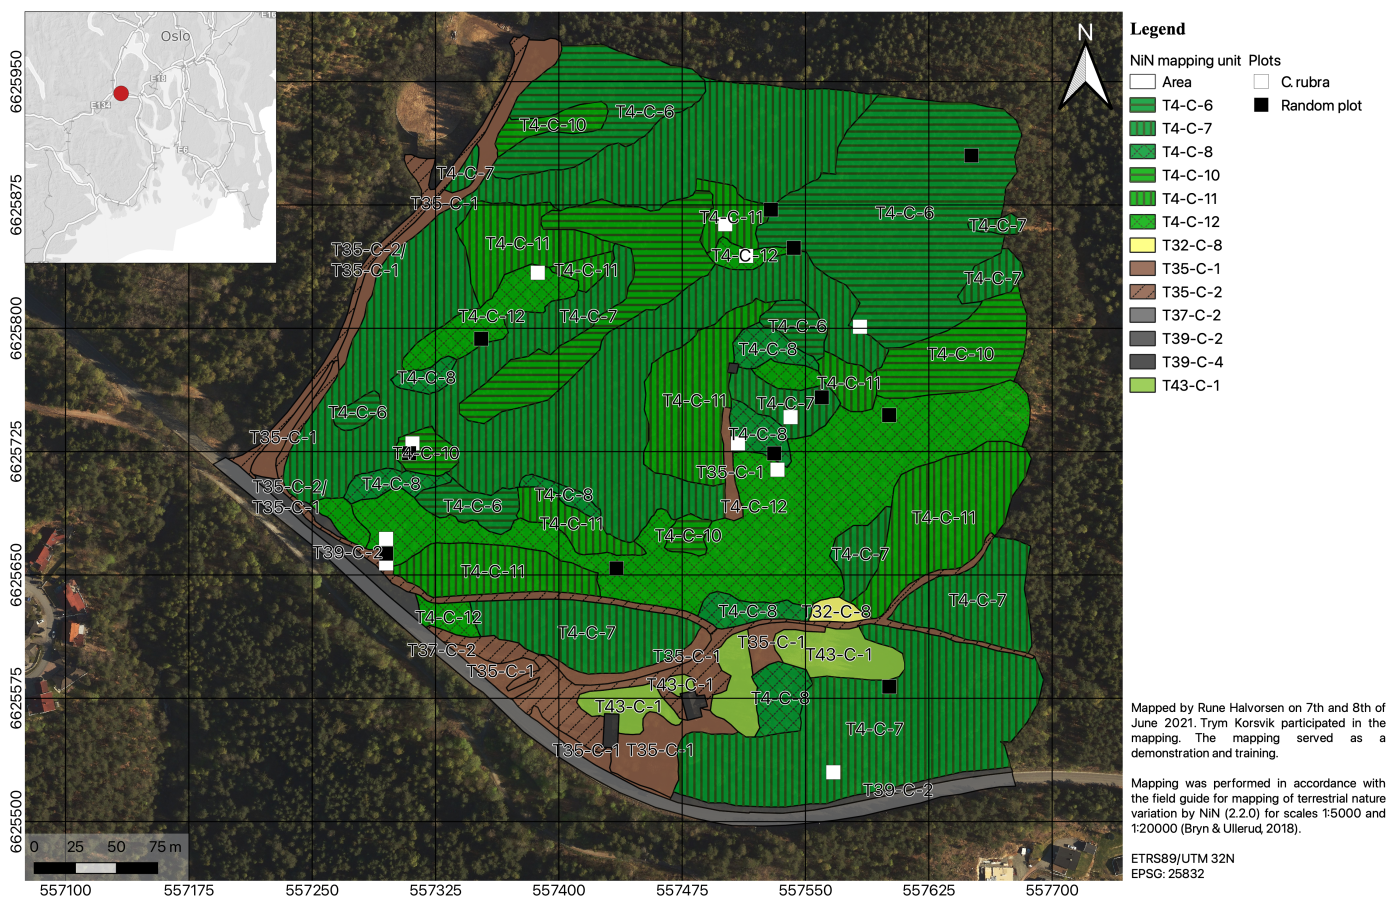 Oslo
E16
E18
E134
E6
N
Legend
NiN mapping unit Plots
Area
T4-C-6
T4-C-7
T4-C-8
T4-C-10
T4-C-11
T4-C-12
T32-C-8
T35-C-1
T35-C-2
T37-C-2
T39-C-2
T39-C-4
T43-C-1
C. rubra
Random plot
T4-C-6
T4-C-10
T4-C-7
T35-C-1
T4-C-11
T4-C-6
T4-C-7
T4-C-11
T35-C-2/
T35-C-1
T4-C-12
T4-C-11
T4-C-7
T4-C-12
T4-C-7
T4-C-6
T4-C-8
T4-C-10
T4-C-8
T4-C-11
T4-C-11
T4-C-7
T4-C-6
T35-C-1
T4-C-8
T4-C-10
T35-C-1
T4-C-8
T35-C-2/
T35-C-1
T4-C-6
T4-C-8
T4-C-12
T4-C-11
T4-C-11
T4-C-10
T39-C-2
T4-C-7
T4-C-11
T4-C-7
T4-C-12
T4-C-8
T32-C-8
T4-C-7
T37-C-2
T35-C-1
T35-C-1
T43-C-1
T35-C-1
T43-C-1
T43-C-1
T4-C-8
T4-C-7
T35-C-1
T35-C-1
T39-C-2
6625950
6625875
6625800
6625725
6625650
6625575
6625500
0 25 50 75 m
557100 557175 557250 557325 557400 557475 557550 557625 557700
Mapped by Rune Halvorsen on 7th and 8th of
June 2021. Trym Korsvik participated in the
mapping. The mapping served as a
demonstration and training.
Mapping was performed in accordance with
the field guide for mapping of terrestrial nature
variation by NiN (2.2.0) for scales 1:5000 and
1:20000 (Bryn & Ullerud, 2018).
ETRS89/UTM 32N
EPSG: 25832